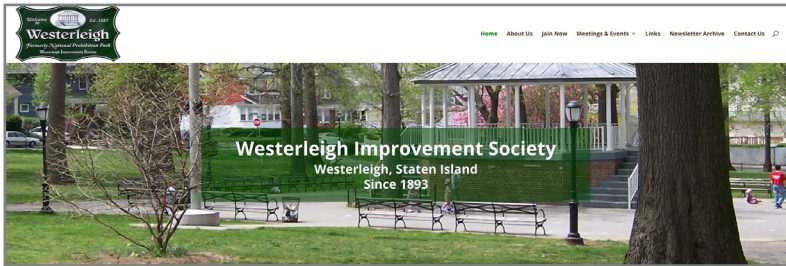 Welcome to
Est. 1887
Westerleigh
Formerly National Prohibition Park
Westerleigh Improvement Society
Home
About Us
Join Now
Meetings & Events
Links
Newsletter Archive
Contact Us
Westerleigh Improvement Society
Westerleigh, Staten Island
Since 1893